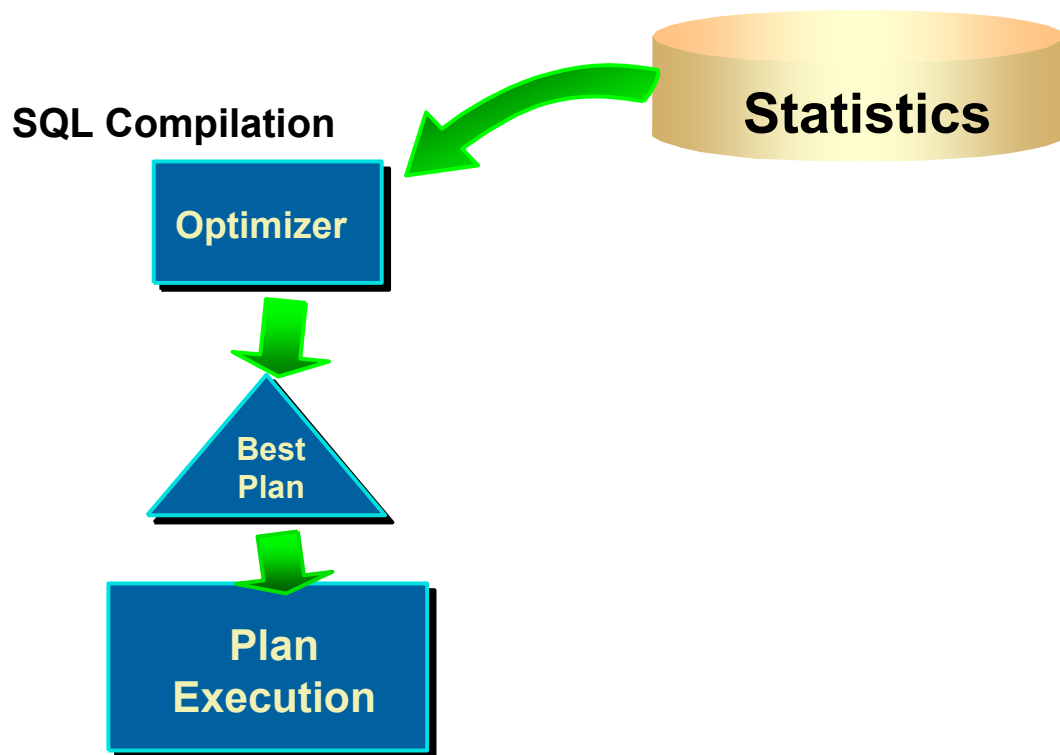 Statistics
SQL Compilation
Optimizer
Best
Plan
Plan
Execution